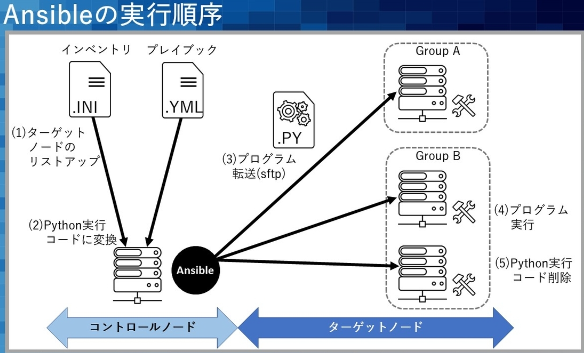 Ansibleの実行順序
インベントリ
プレイブック
.INI
.YML
(1)ターゲット
ノードの
リストアップ
(2)Python実行
コードに変換
Ansible
.PY
(3)プログラム
転送(sftp)
Group A
Group B
(4)プログラム
実行
(5)Python実行
コード削除
コントロールノード
ターゲットノード